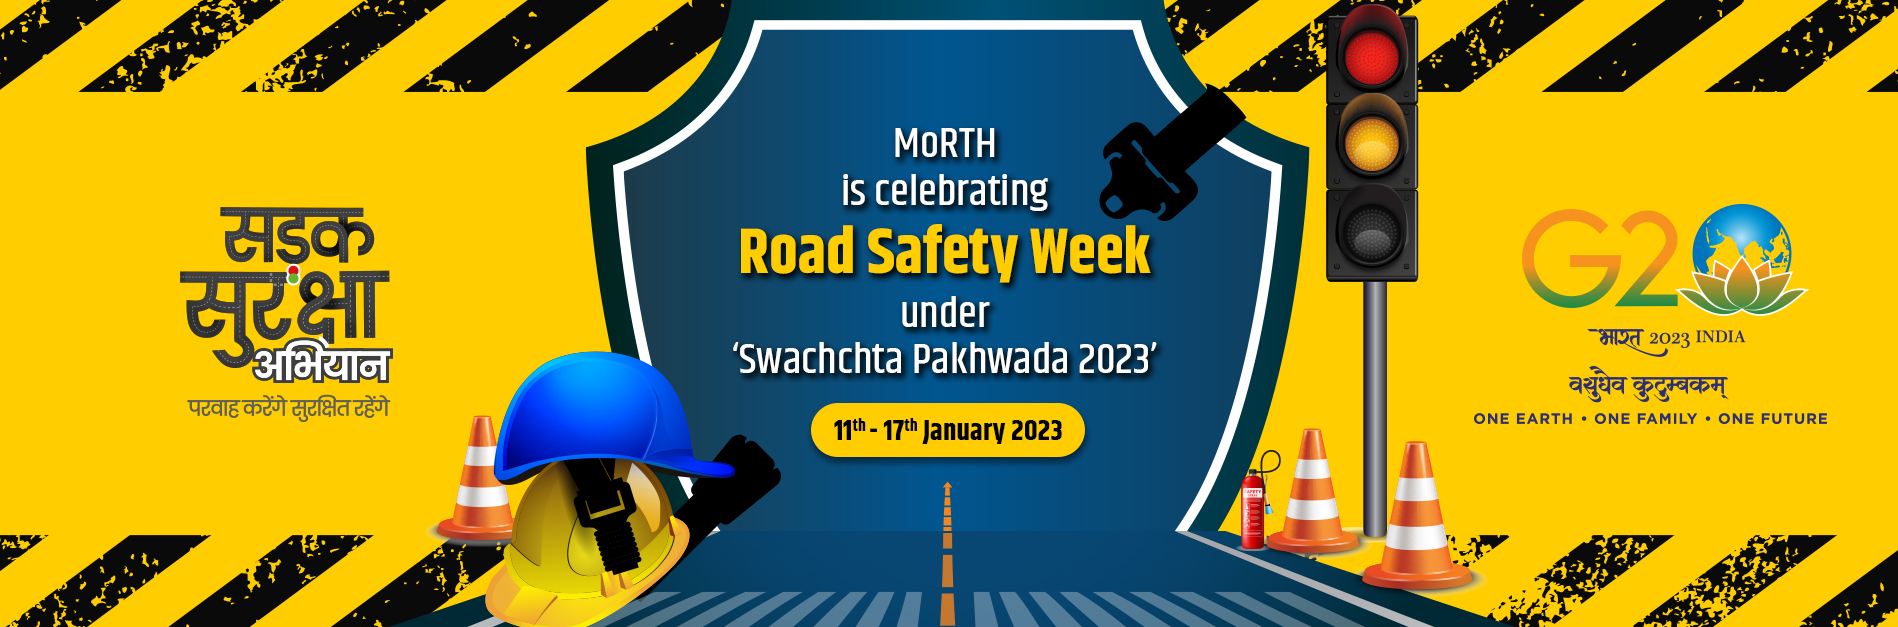 सड़क
सुरक्षा
अभियान
परवाह करेंगे सुरक्षित रहेंगे
MoRTH
is celebrating
Road Safety Week
under
‘Swachchta Pakhwada 2023’
11th - 17th January 2023
SAFETY
G20
भारत 2023 INDIA
वसुधैव कुटुम्बकम्
ONE EARTH • ONE FAMILY • ONE FUTURE